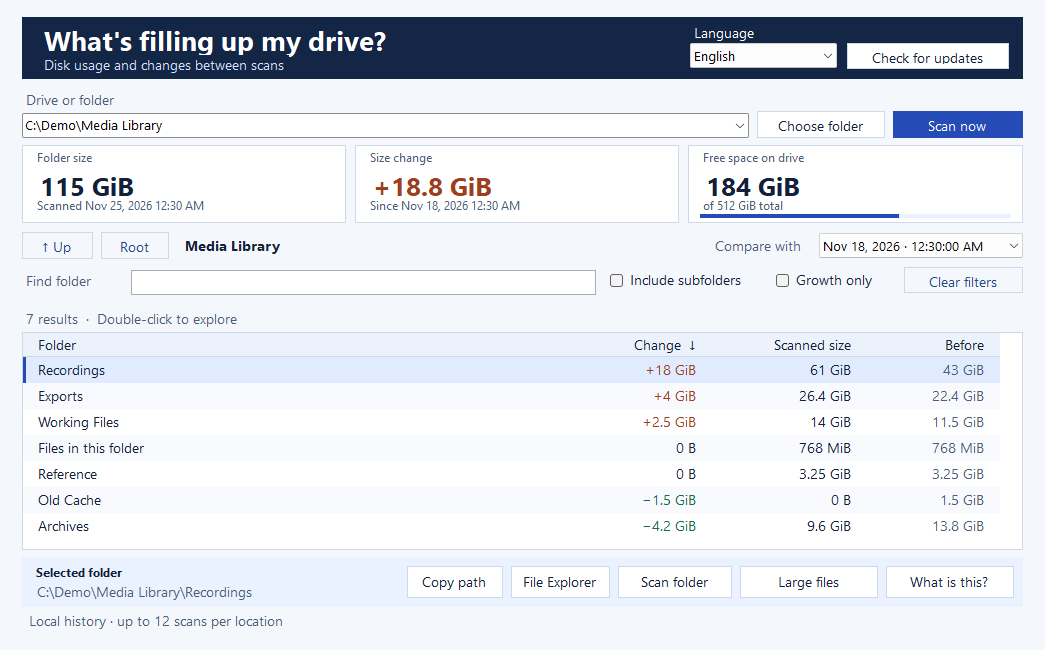 What's filling up my drive?
Disk usage and changes between scans
Language
English
Check for updates
Drive or folder
C:\Demo\Media Library
Choose folder
Scan now
Folder size
115 GiB
Scanned Nov 25, 2026 12:30 AM
Size change
+18.8 GiB
Since Nov 18, 2026 12:30 AM
Free space on drive
184 GiB
of 512 GiB total
↑ Up
Root
Media Library
Compare with
Nov 18, 2026 · 12:30:00 AM
Find folder
Include subfolders
Growth only
Clear filters
7 results · Double-click to explore
Folder Change ↓ Scanned size Before
Recordings +18 GiB 61 GiB 43 GiB
Exports +4 GiB 26.4 GiB 22.4 GiB
Working Files +2.5 GiB 14 GiB 11.5 GiB
Files in this folder 0 B 768 MiB 768 MiB
Reference 0 B 3.25 GiB 3.25 GiB
Old Cache −1.5 GiB 0 B 1.5 GiB
Archives −4.2 GiB 9.6 GiB 13.8 GiB
Selected folder
C:\Demo\Media Library\Recordings
Copy path
File Explorer
Scan folder
Large files
What is this?
Local history · up to 12 scans per location